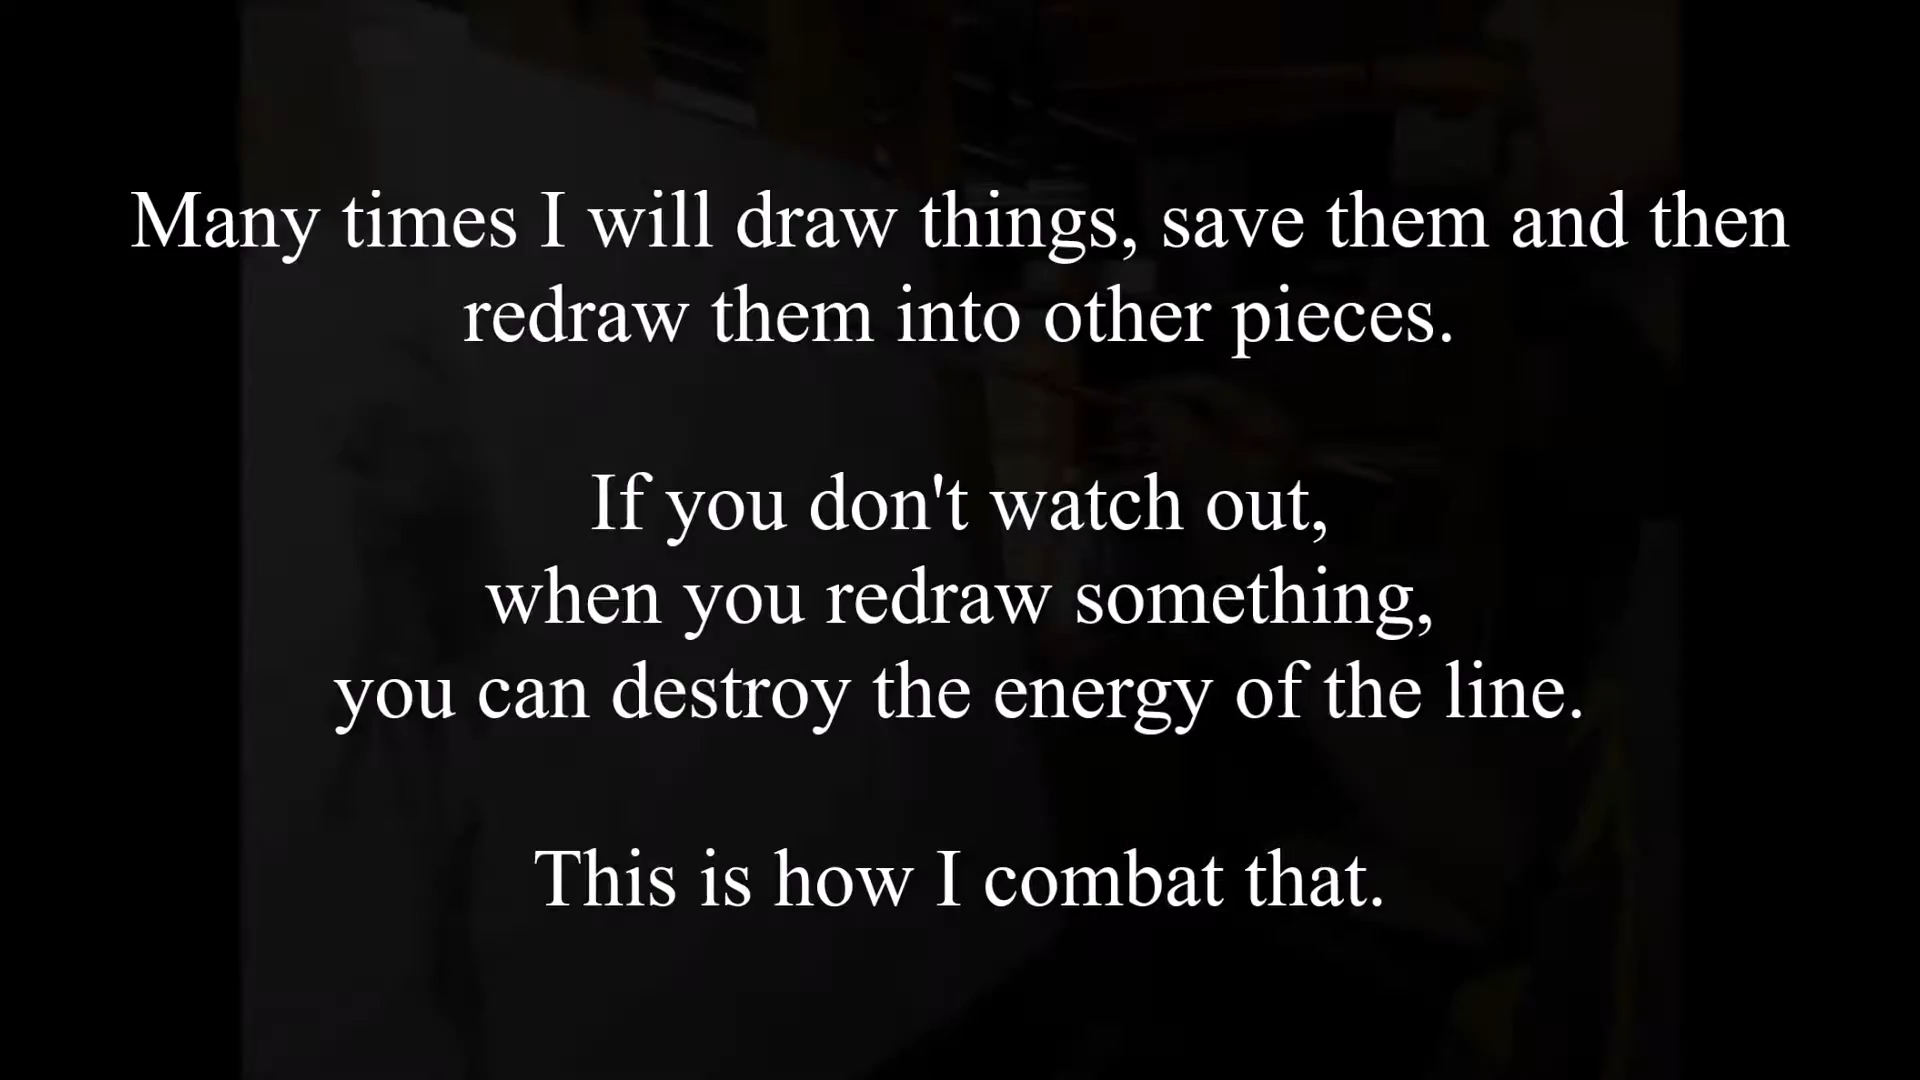 Many times I will draw things, save them and then
redraw them into other pieces.
If you don't watch out,
when you redraw something,
you can destroy the energy of the line.
This is how I combat that.